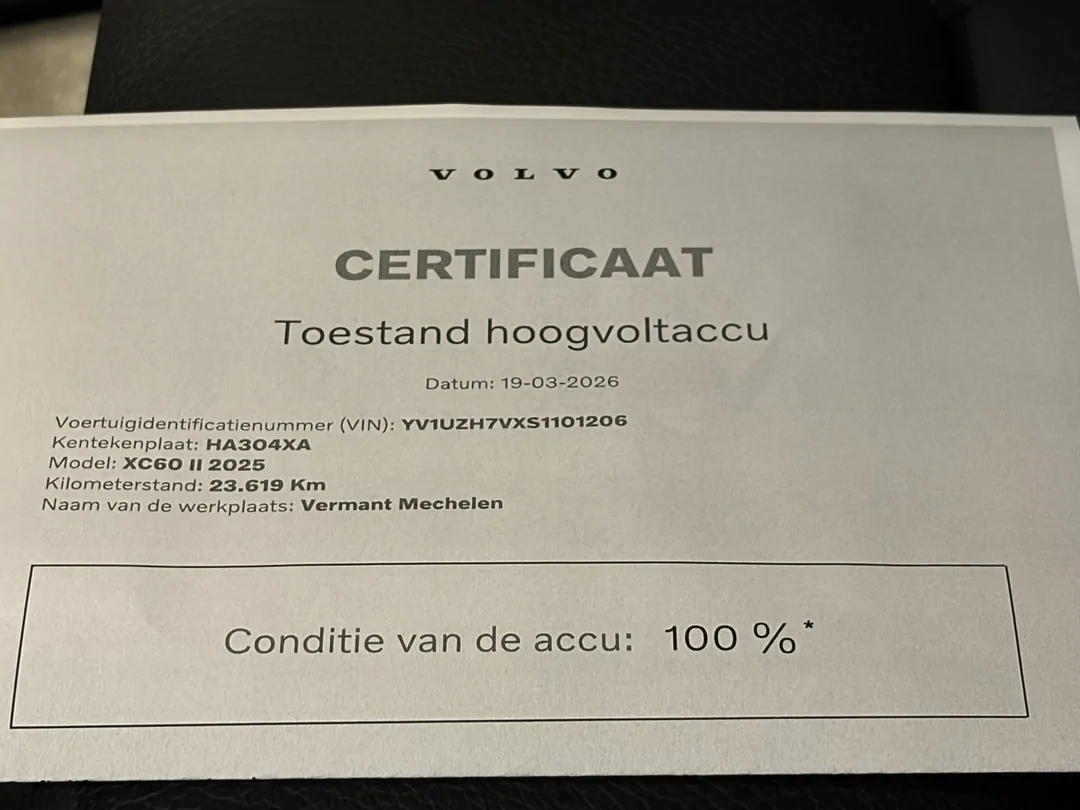 VOLVO
CERTIFICAAT
Toestand hoogvoltaccu
Datum: 19-03-2026
Voertuigidentificatienummer (VIN): YV1UZH7VXS1101206
Kentekenplaat: HA304XA
Model: XC60 II 2025
Kilometerstand: 23.619 Km
Naam van de werkplaats: Vermant Mechelen
Conditie van de accu: 100 %*